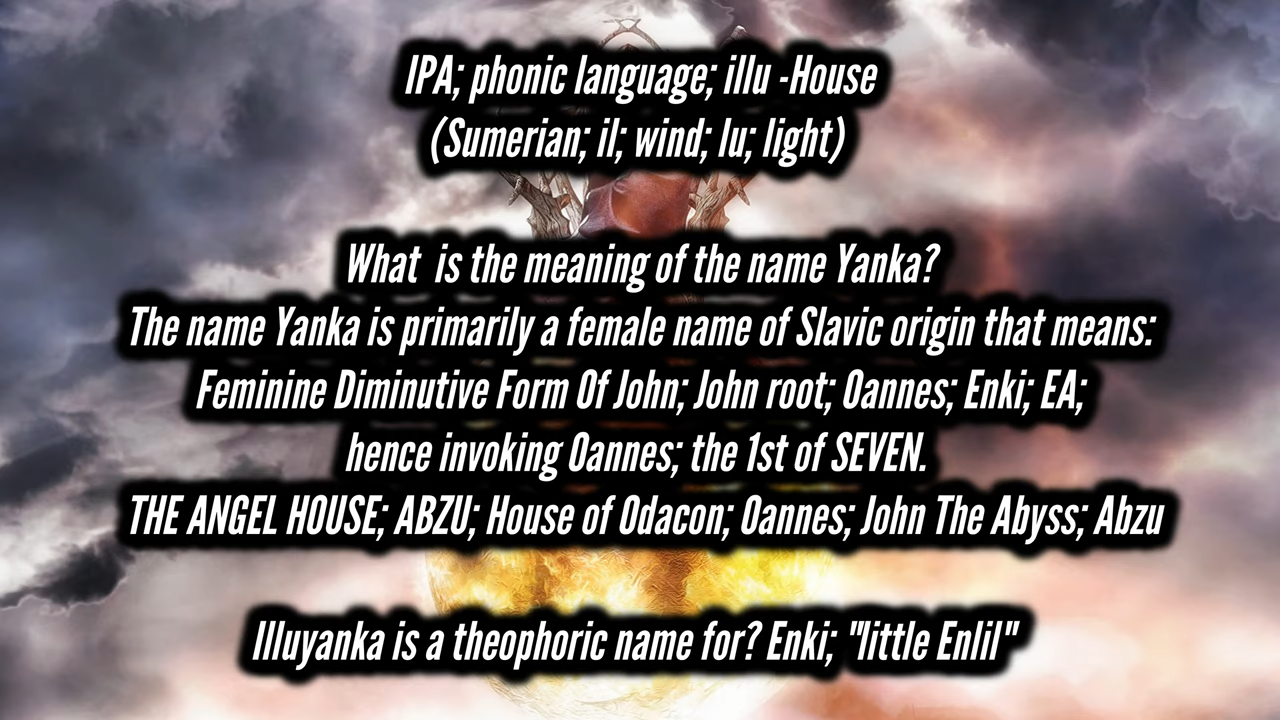 IPA; phonic language; illu -House
(Sumerian; il; wind; lu; light)
What is the meaning of the name Yanka?
The name Yanka is primarily a female name of Slavic origin that means:
Feminine Diminutive Form Of John; John root; Oannes; Enki; EA;
hence invoking Oannes; the 1st of SEVEN.
THE ANGEL HOUSE; ABZU; House of Odacon; Oannes; John The Abyss; Abzu
Illuyanka is a theophoric name for? Enki; "little Enlil"